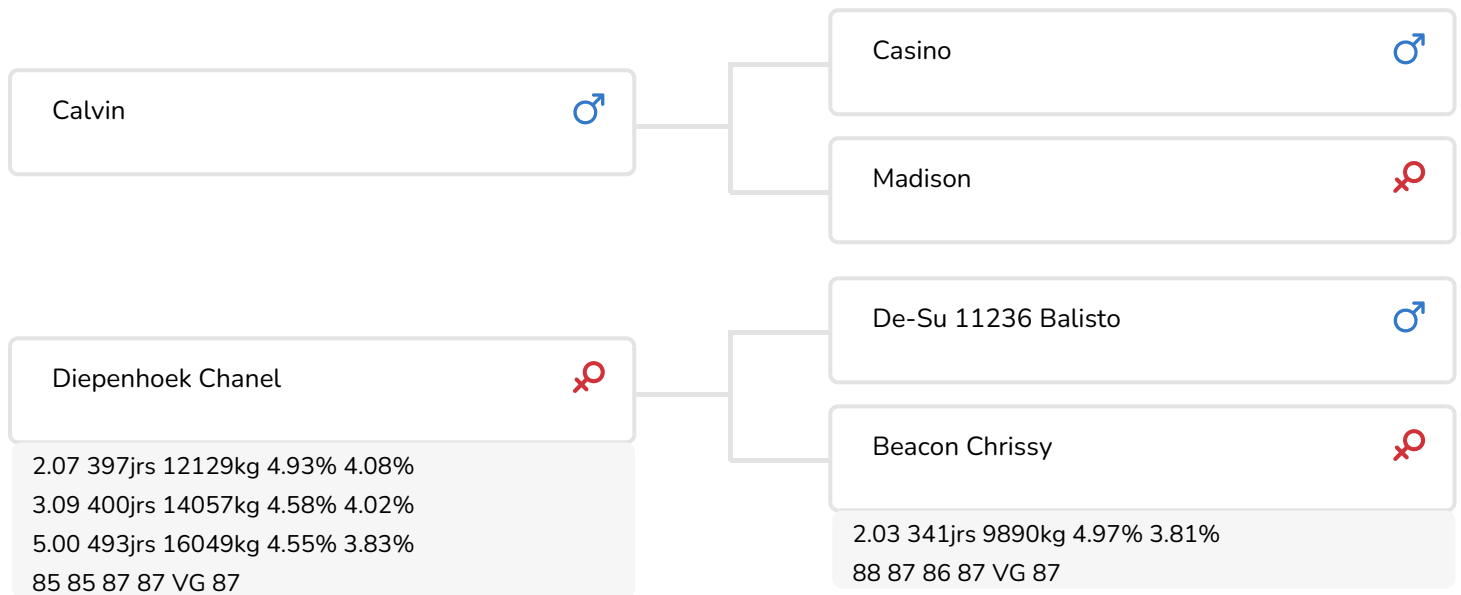 Calvin
Casino
Madison
Diepenhoek Chanel
2.07 397jrs 12129kg 4.93% 4.08%
3.09 400jrs 14057kg 4.58% 4.02%
5.00 493jrs 16049kg 4.55% 3.83%
85 85 87 87 VG 87
De-Su 11236 Balisto
Beacon Chrissy
2.03 341jrs 9890kg 4.97% 3.81%
88 87 86 87 VG 87